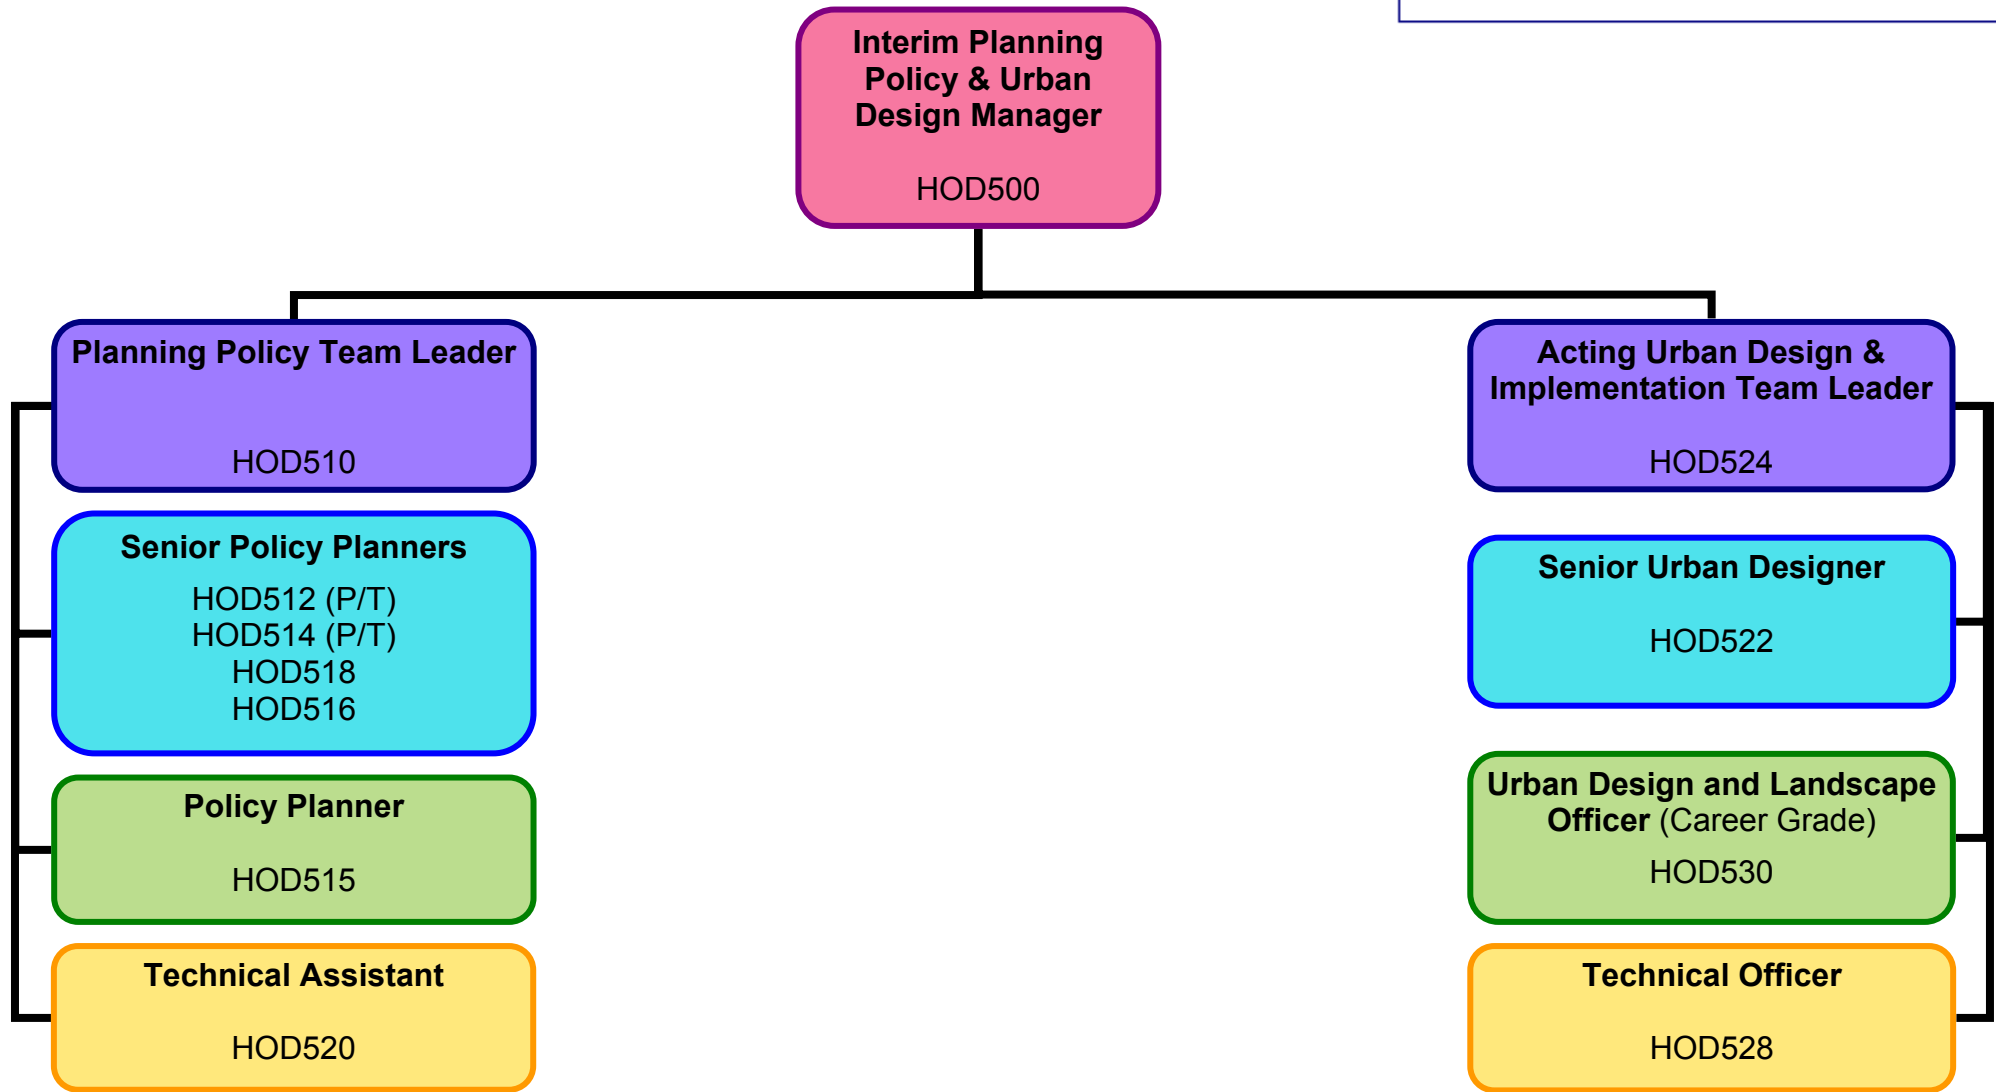 Interim Planning
Policy & Urban
Design Manager
HOD500
Planning Policy Team Leader
HOD510
Senior Policy Planners
HOD512 (P/T)
HOD514 (P/T)
HOD518
HOD516
Policy Planner
HOD515
Technical Assistant
HOD520
Acting Urban Design &
Implementation Team Leader
HOD524
Senior Urban Designer
HOD522
Urban Design and Landscape
Officer (Career Grade)
HOD530
Technical Officer
HOD528